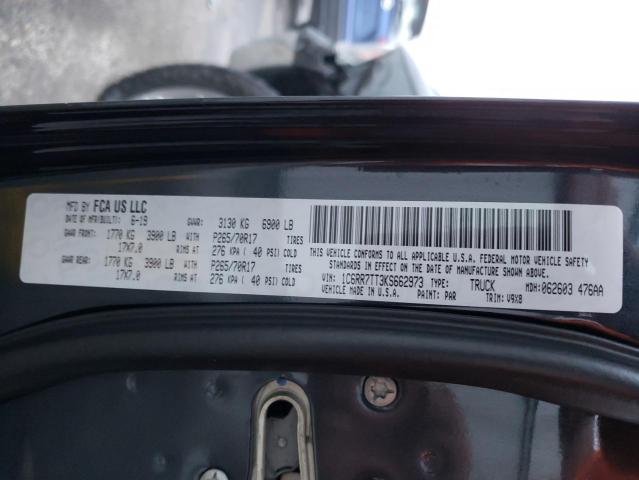 MFD BY FCA US LLC
DATE OF MFR(BUILT): 6-19 GVWR: 3130 KG 6900 LB
GAWR FRONT: 1770 KG 3900 LB P265/70R17 TIRES
17X7.0 RIMS AT 276 KPA ( 40 PSI) COLD
GAWR REAR: 1770 KG 3900 LB P265/70R17 TIRES
17X7.0 RIMS AT 276 KPA ( 40 PSI) COLD
THIS VEHICLE CONFORMS TO ALL APPLICABLE U.S.A. FEDERAL MOTOR VEHICLE SAFETY
STANDARDS IN EFFECT ON THE DATE OF MANUFACTURE SHOWN ABOVE.
VIN: 1C6RR7TT3KS662973 TYPE: TRUCK MDH:062603 476AA
VEHICLE MADE IN U.S.A. PAINT: PAR TRIM: V9X8